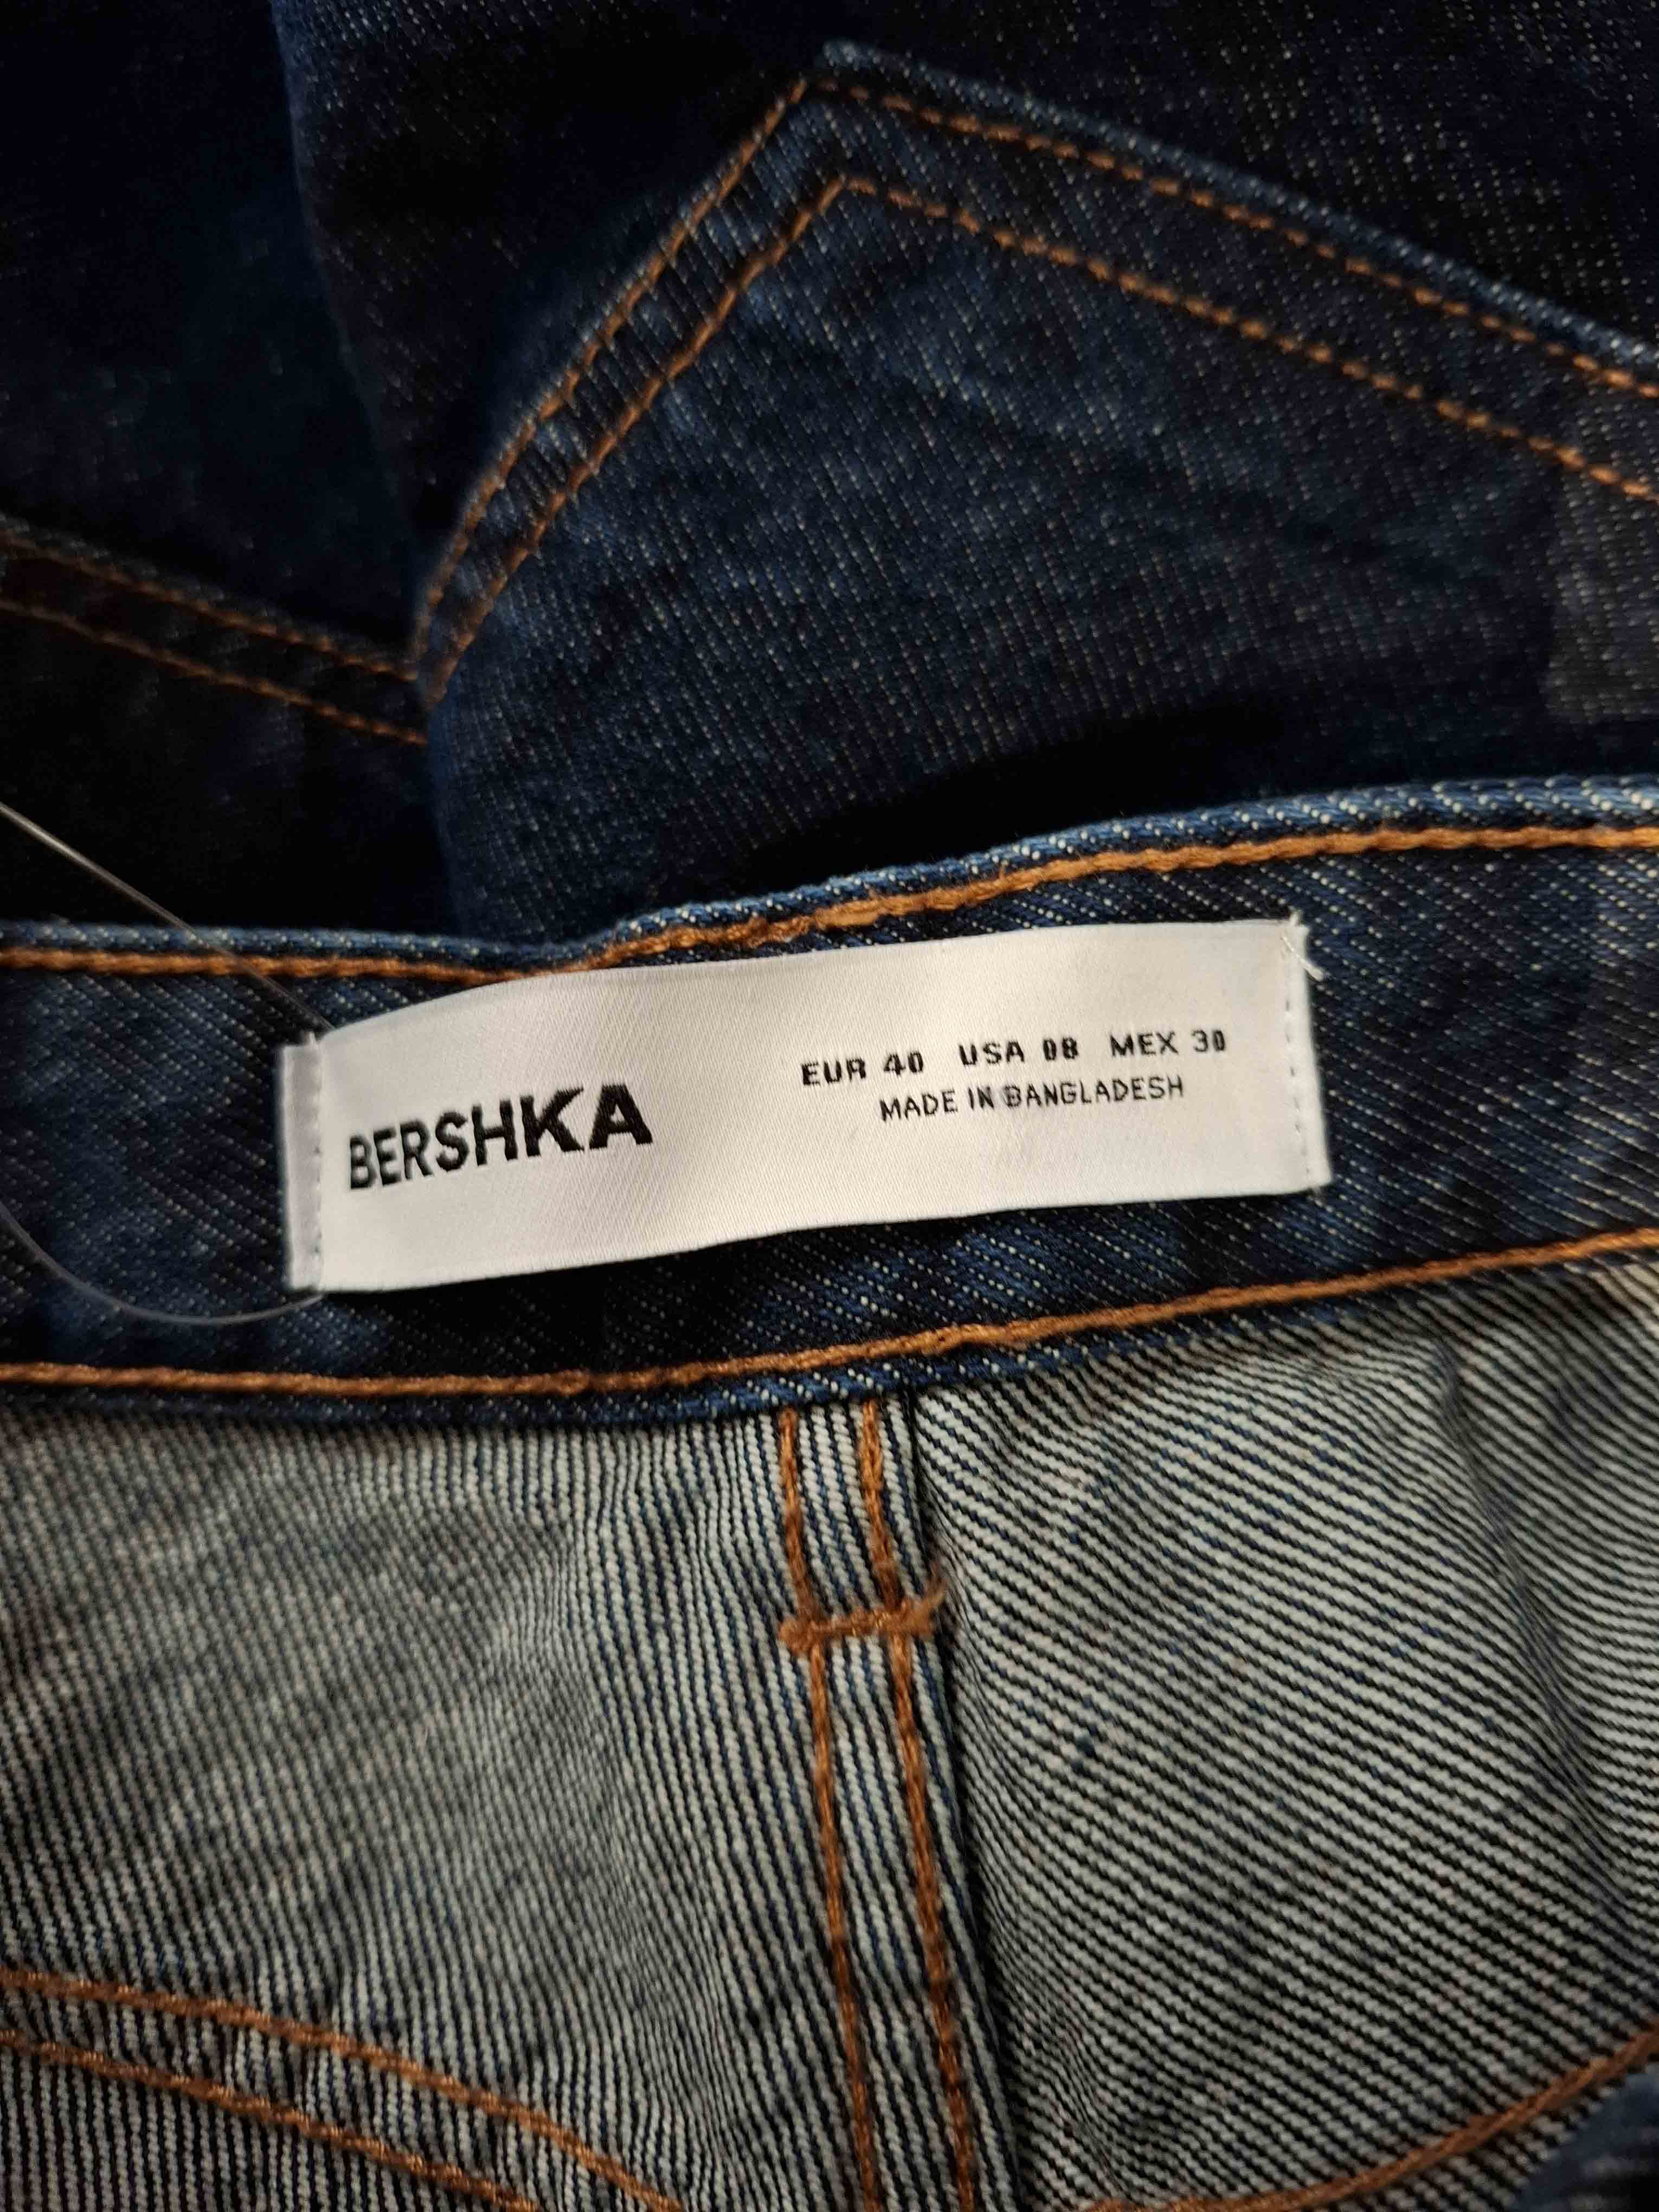 BERSHKA
EUR 40 USA 08 MEX 30
MADE IN BANGLADESH